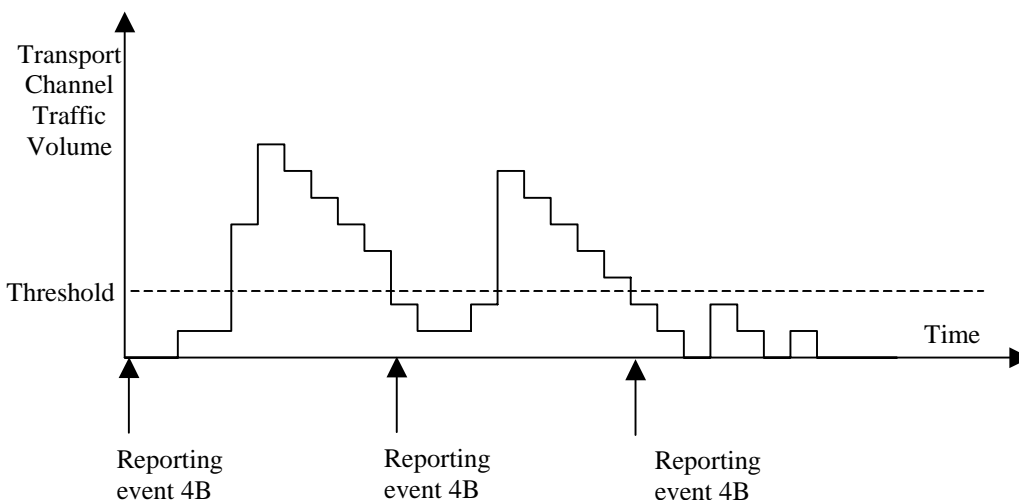 Transport
Channel
Traffic
Volume
Threshold
Time
Reporting
event 4B
Reporting
event 4B
Reporting
event 4B